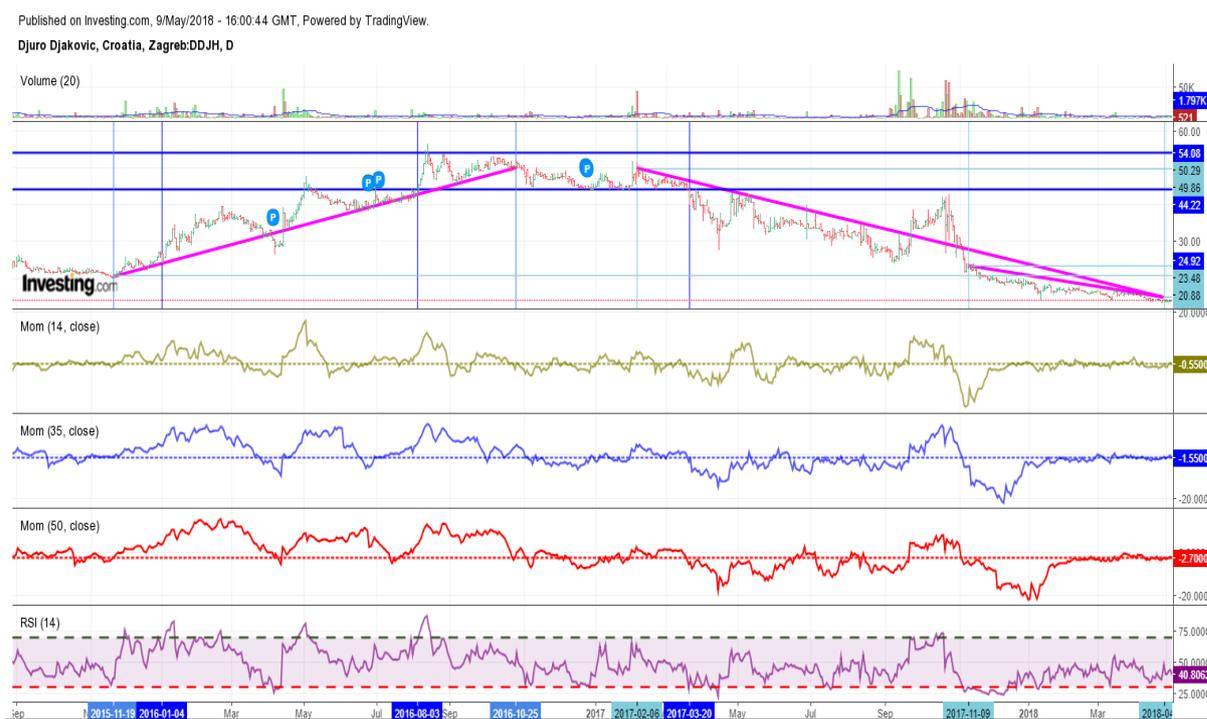 Published on Investing.com, 9/May/2018 - 16:00:44 GMT, Powered by TradingView.
Djuro Djakovic, Croatia, Zagreb:DDJH, D
Volume (20)
50K
1.797K
521
60.00
54.08
50.29
49.86
44.22
30.00
24.92
23.48
20.88
P
P P
P
Investing.com
Mom (14, close)
20.0000
-0.5500
Mom (35, close)
-1.5500
-20.000
Mom (50, close)
-2.7000
-20.000
RSI (14)
75.0000
50.0000
40.8062
25.0000
Sep 2015-11-19 2016-01-04 Mar May Jul 2016-08-03 Sep 2016-10-25 2017 2017-02-06 2017-03-20 May Jul Sep 2017-11-09 2018 Mar 2018-04